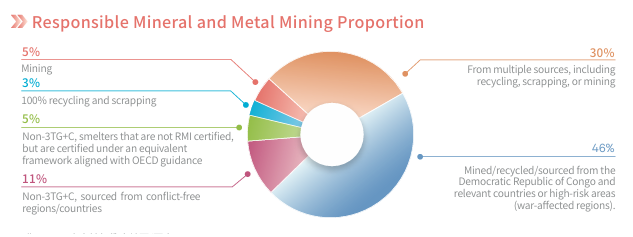 Responsible Mineral and Metal Mining Proportion
5%
Mining
3%
100% recycling and scrapping
5%
Non-3TG+C, smelters that are not RMI certified,
but are certified under an equivalent
framework aligned with OECD guidance
11%
Non-3TG+C, sourced from conflict-free
regions/countries
30%
From multiple sources, including
recycling, scrapping, or mining
46%
Mined/recycled/sourced from the
Democratic Republic of Congo and
relevant countries or high-risk areas
(war-affected regions).